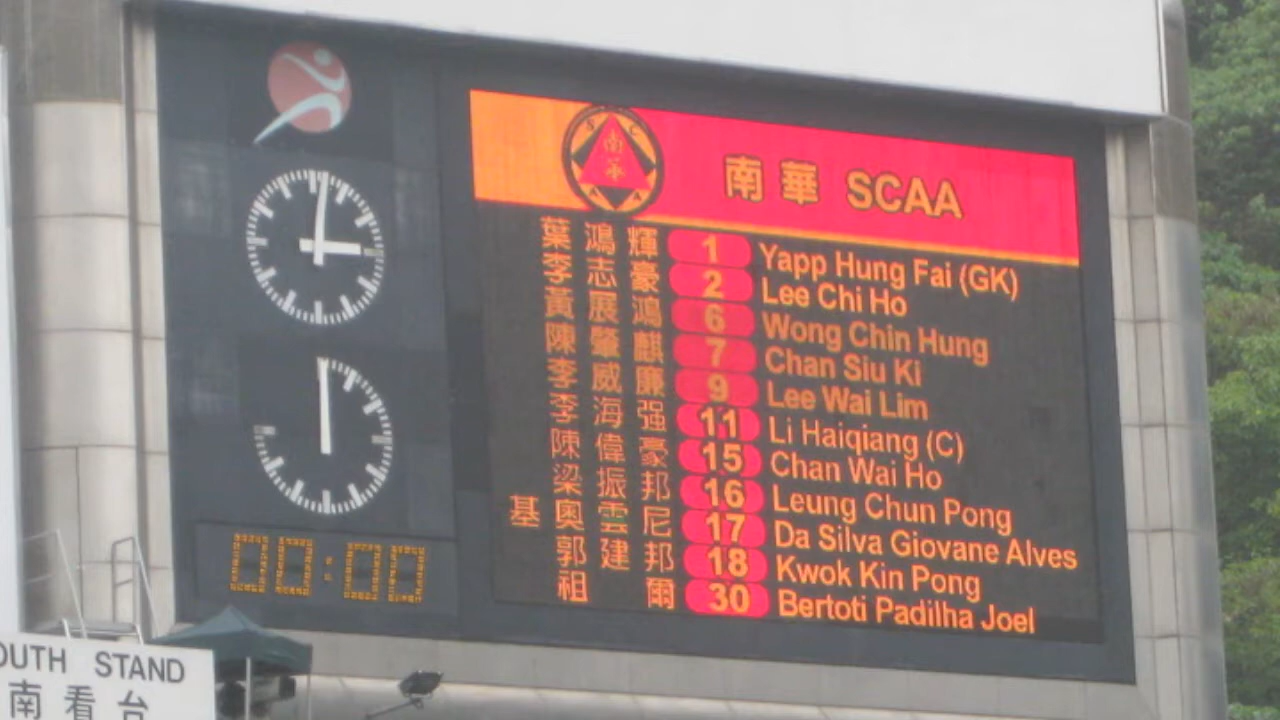 南華 SCAA
葉鴻輝 1 Yapp Hung Fai (GK)
李志豪 2 Lee Chi Ho
黃展鴻 6 Wong Chin Hung
陳肇麒 7 Chan Siu Ki
李威廉 9 Lee Wai Lim
李海强 11 Li Haiqiang (C)
陳偉豪 15 Chan Wai Ho
梁振邦 16 Leung Chun Pong
基奧雲尼 17 Da Silva Giovane Alves
郭建邦 18 Kwok Kin Pong
祖爾 30 Bertoti Padilha Joel
00:00
OUTH STAND
南看台